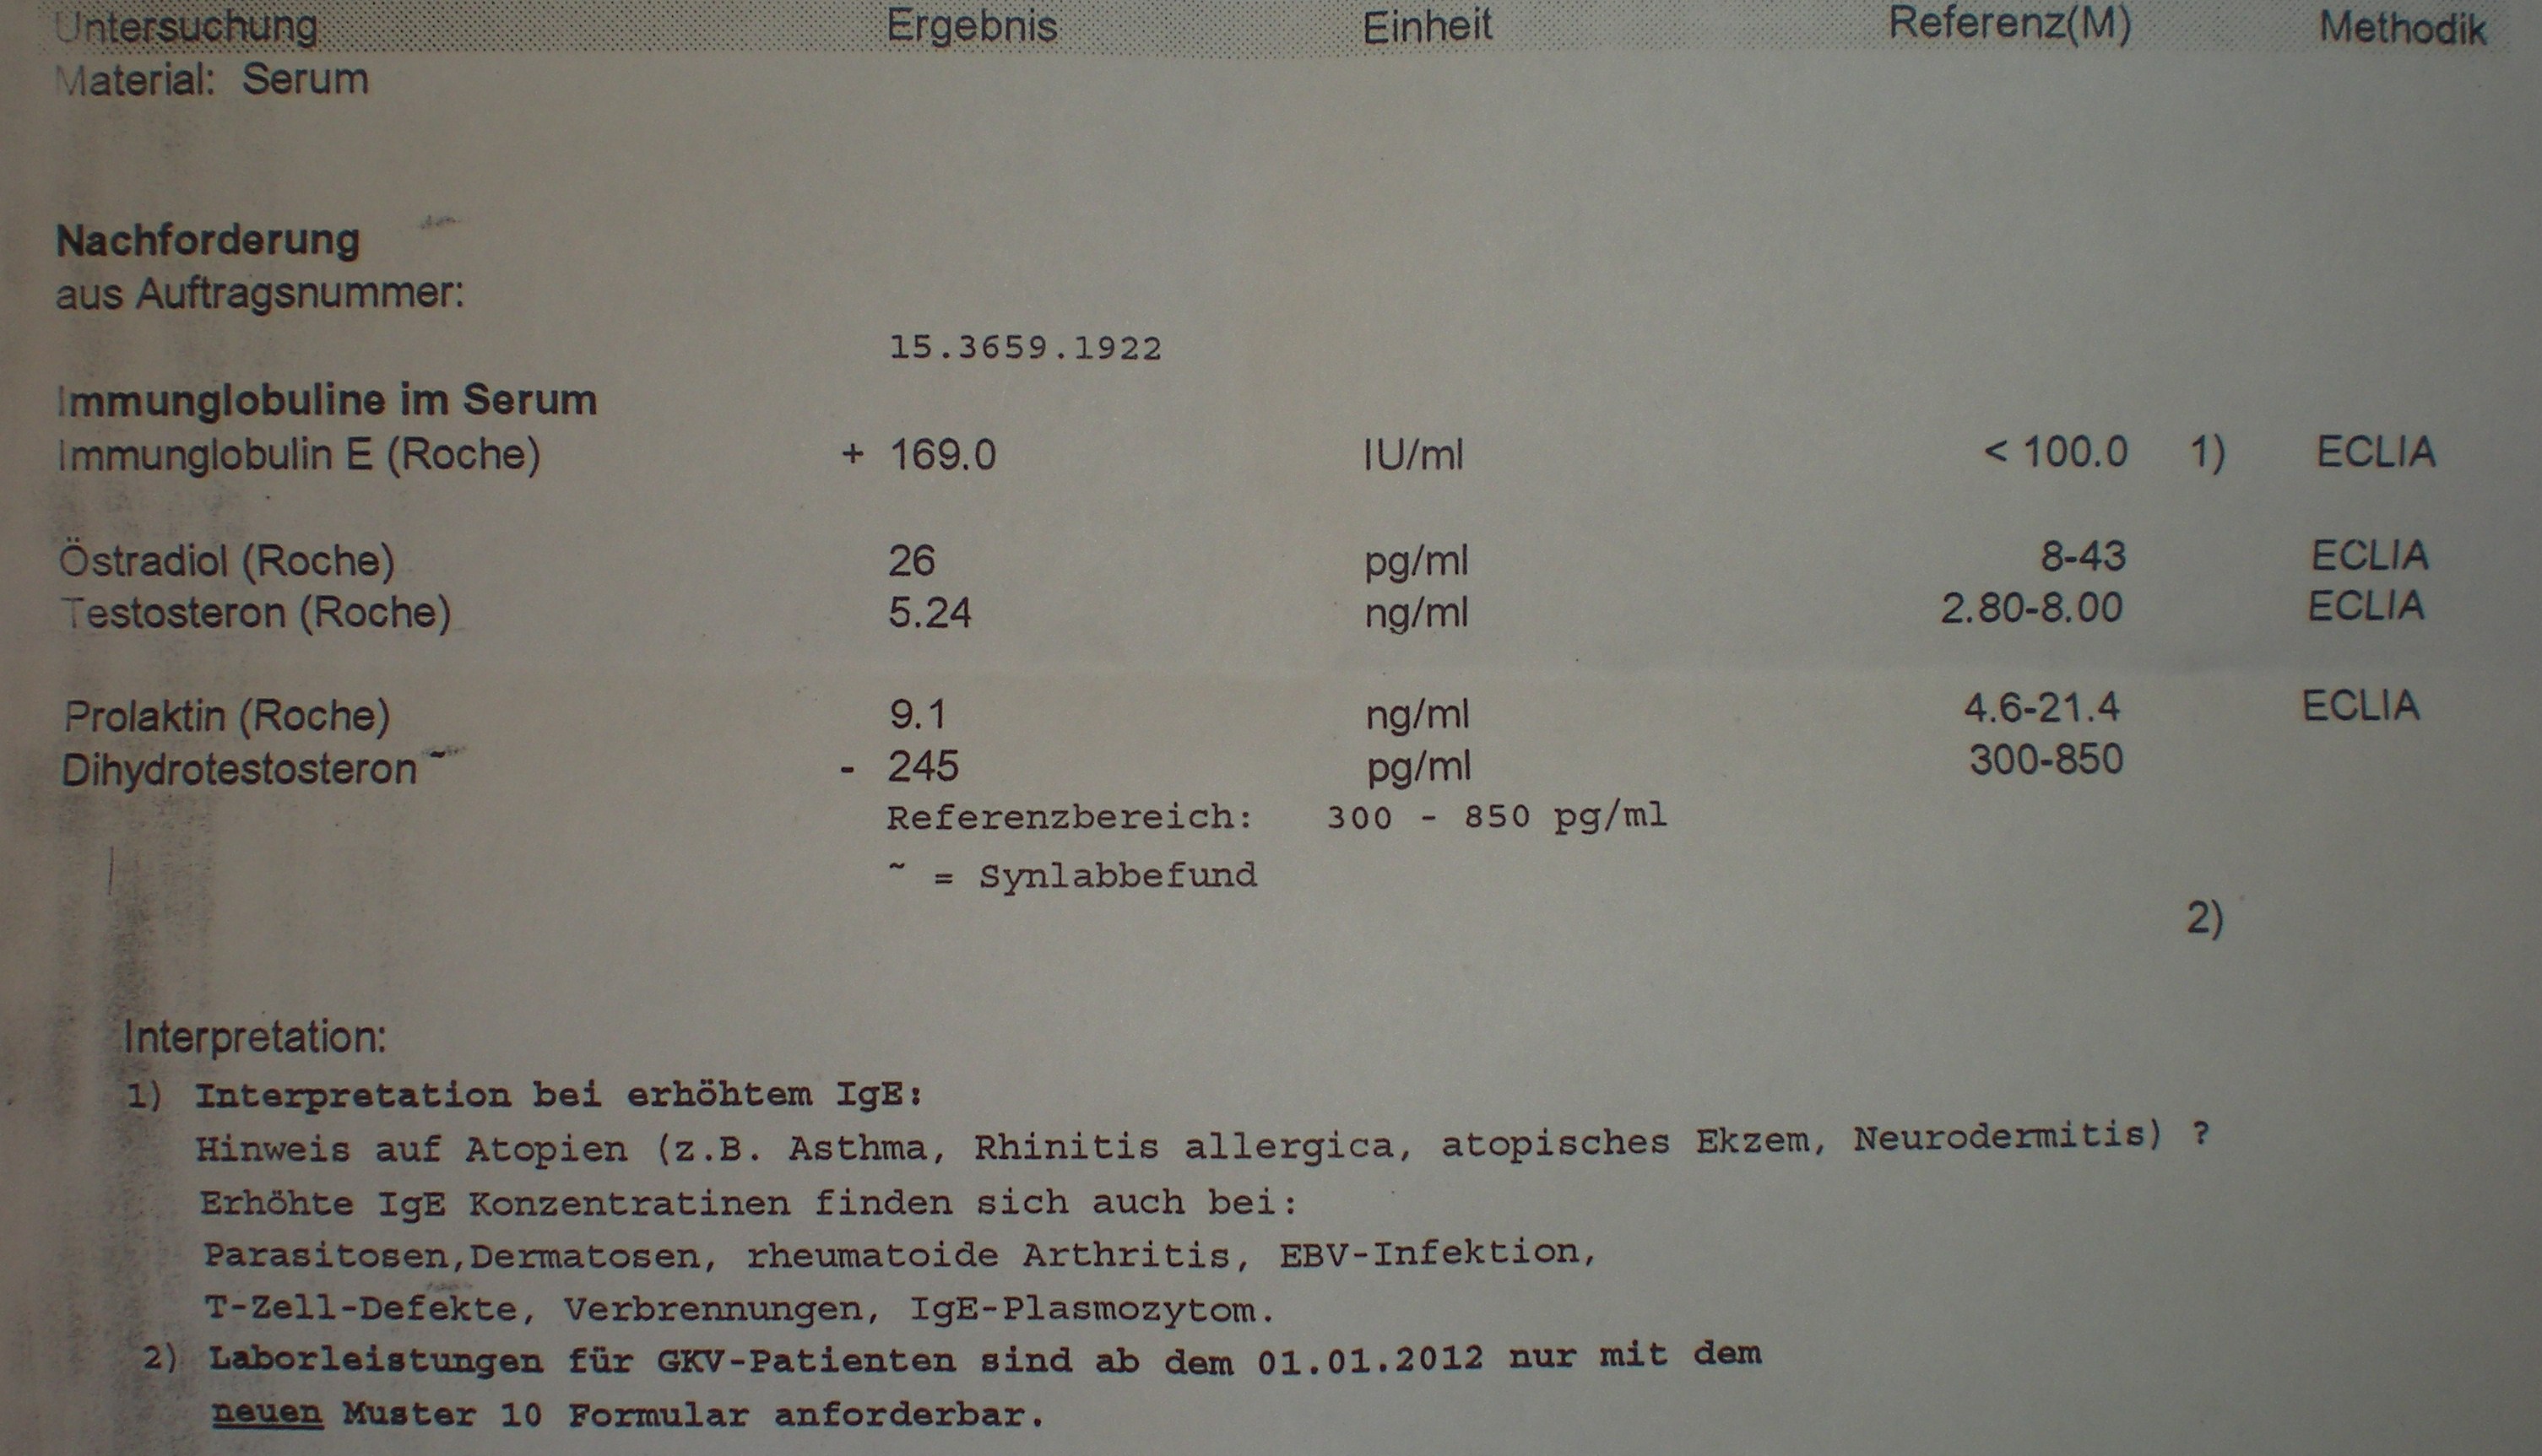 Untersuchung Ergebnis Einheit Referenz(M) Methodik
Material: Serum
Nachforderung
aus Auftragsnummer:
15.3659.1922
Immunglobuline im Serum
Immunglobulin E (Roche) + 169.0 IU/ml < 100.0 1) ECLIA
Östradiol (Roche) 26 pg/ml 8-43 ECLIA
Testosteron (Roche) 5.24 ng/ml 2.80-8.00 ECLIA
Prolaktin (Roche) 9.1 ng/ml 4.6-21.4 ECLIA
Dihydrotestosteron ~ - 245 pg/ml 300-850
Referenzbereich: 300 - 850 pg/ml
~ = Synlabbefund
2)
Interpretation:
1) Interpretation bei erhöhtem IgE:
Hinweis auf Atopien (z.B. Asthma, Rhinitis allergica, atopisches Ekzem, Neurodermitis) ?
Erhöhte IgE Konzentratinen finden sich auch bei:
Parasitosen,Dermatosen, rheumatoide Arthritis, EBV-Infektion,
T-Zell-Defekte, Verbrennungen, IgE-Plasmozytom.
2) Laborleistungen für GKV-Patienten sind ab dem 01.01.2012 nur mit dem
neuen Muster 10 Formular anforderbar.